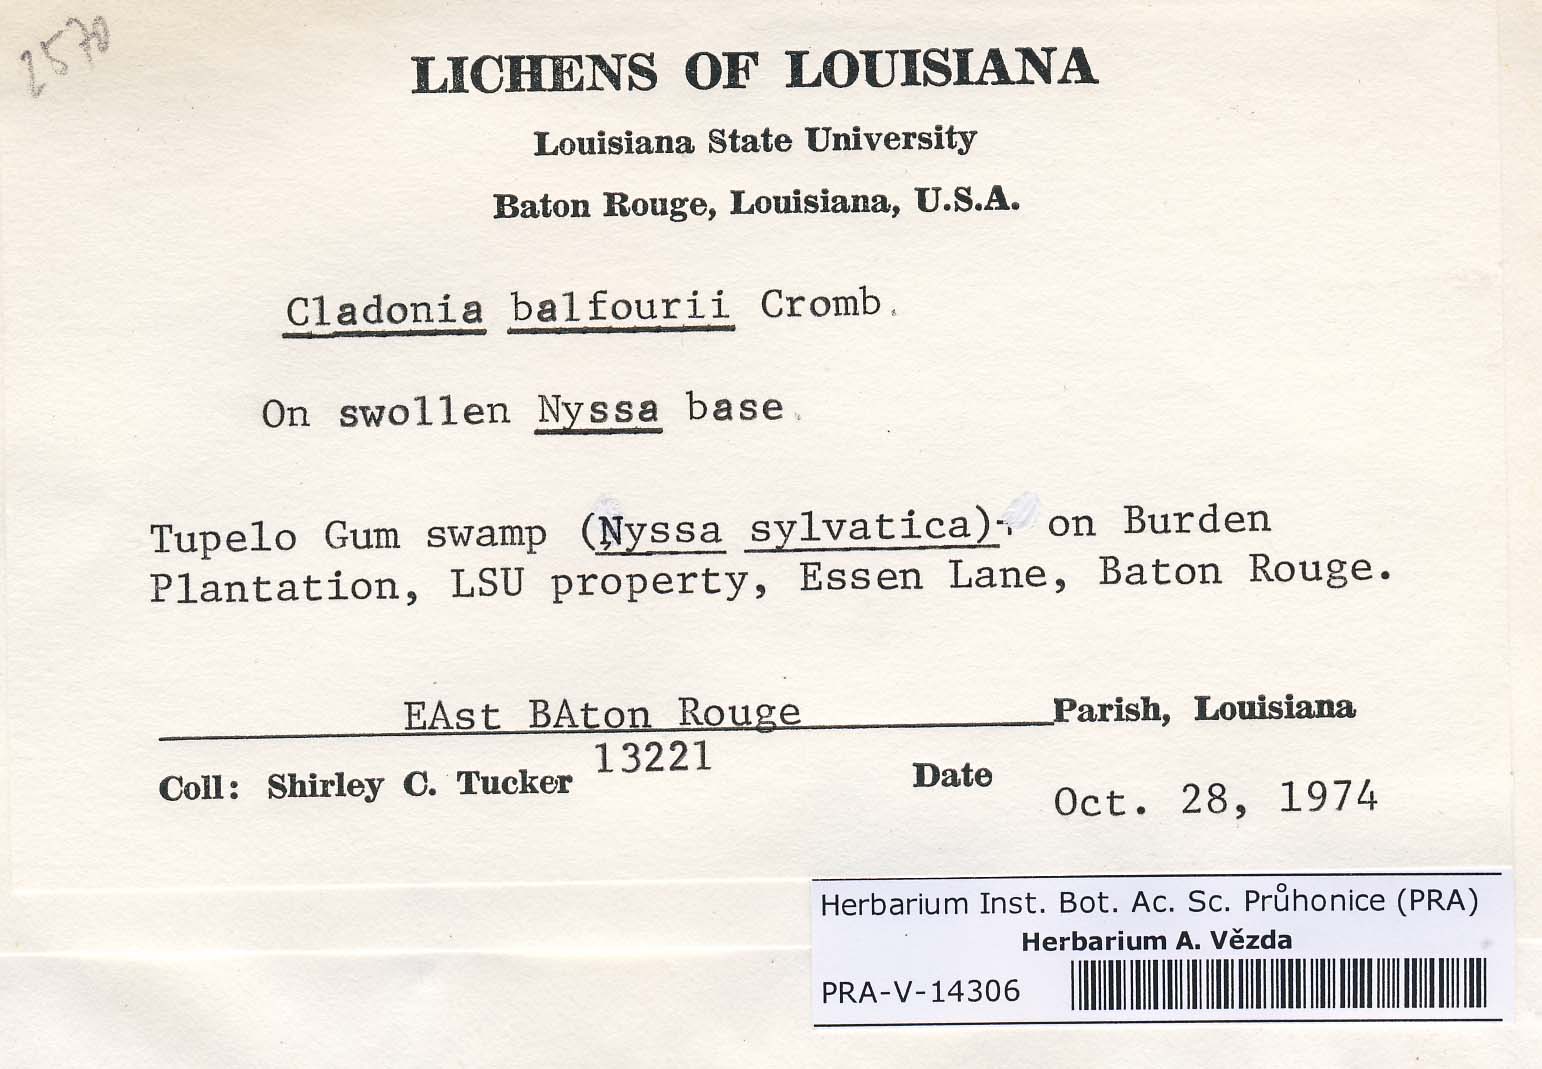 2570
LICHENS OF LOUISIANA
Louisiana State University
Baton Rouge, Louisiana, U.S.A.
Cladonia balfourii Cromb.
On swollen Nyssa base.
Tupelo Gum swamp (Nyssa sylvatica) on Burden
Plantation, LSU property, Essen Lane, Baton Rouge.
EAst BAton Rouge Parish, Louisiana
Coll: Shirley C. Tucker 13221 Date Oct. 28, 1974
Herbarium Inst. Bot. Ac. Sc. Průhonice (PRA)
Herbarium A. Vězda
PRA-V-14306